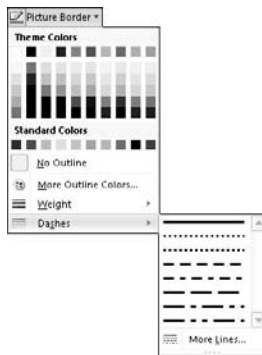 Picture Border
Theme Colors
Standard Colors
No Outline
More Outline Colors...
Weight
Dashes
More Lines...